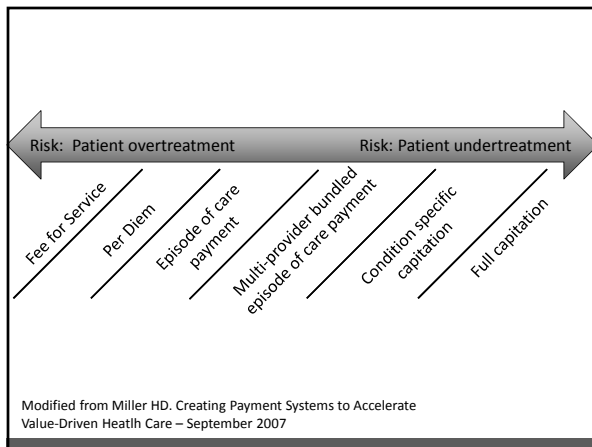 Risk: Patient overtreatment
Risk: Patient undertreatment
Fee for Service
Per Diem
Episode of care
payment
Multi-provider bundled
episode of care payment
Condition specific
capitation
Full capitation
Modified from Miller HD. Creating Payment Systems to Accelerate
Value-Driven Heatlh Care – September 2007